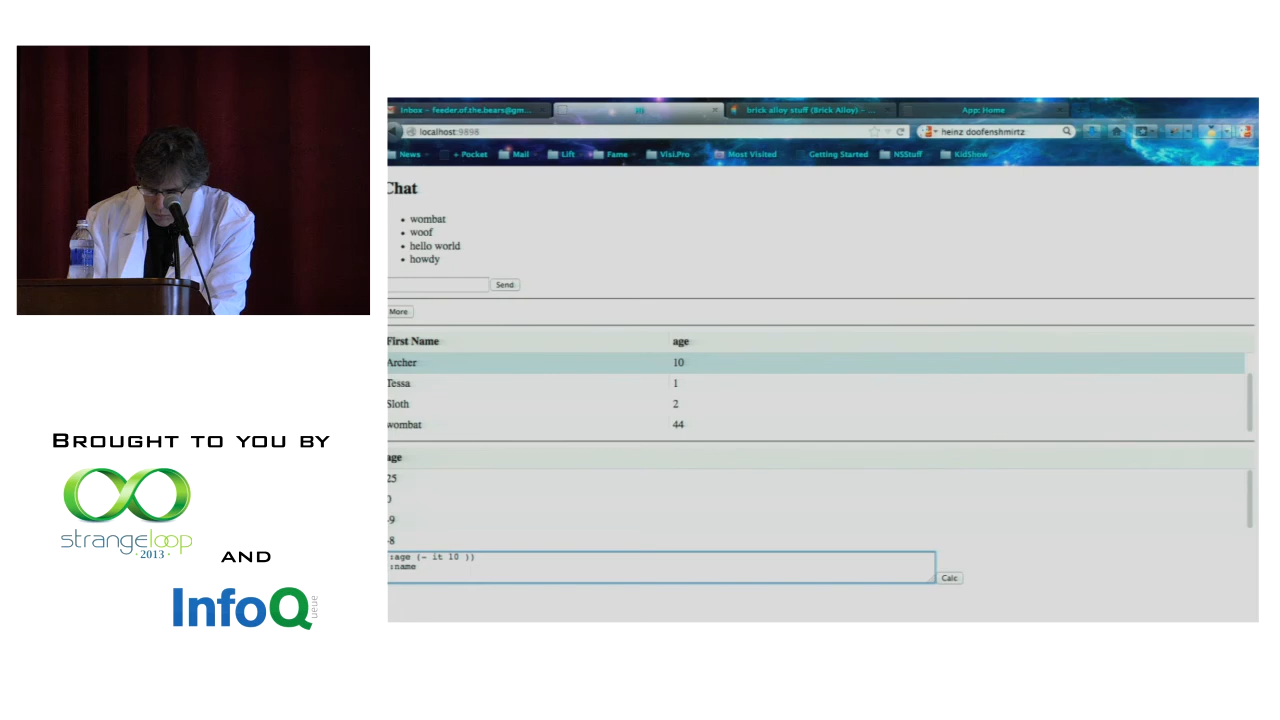 Inbox - feeder.of.the.bears@gm...
brick alloy stuff (Brick Alloy) - ...
App: Home
localhost:9898
heinz doofenshmirtz
News
+ Pocket
Mail
Lift
Fame
VisLPro
Most Visited
Getting Started
NSStuff
KidShow
Chat
• wombat
• woof
• hello world
• howdy
Send
More
First Name age
Archer 10
Tessa 1
Sloth 2
wombat 44
age
25
0
-9
-8
:age (- it 10 ))
:name
Calc
BROUGHT TO YOU BY
strangeloop
·2013·
AND
InfoQ